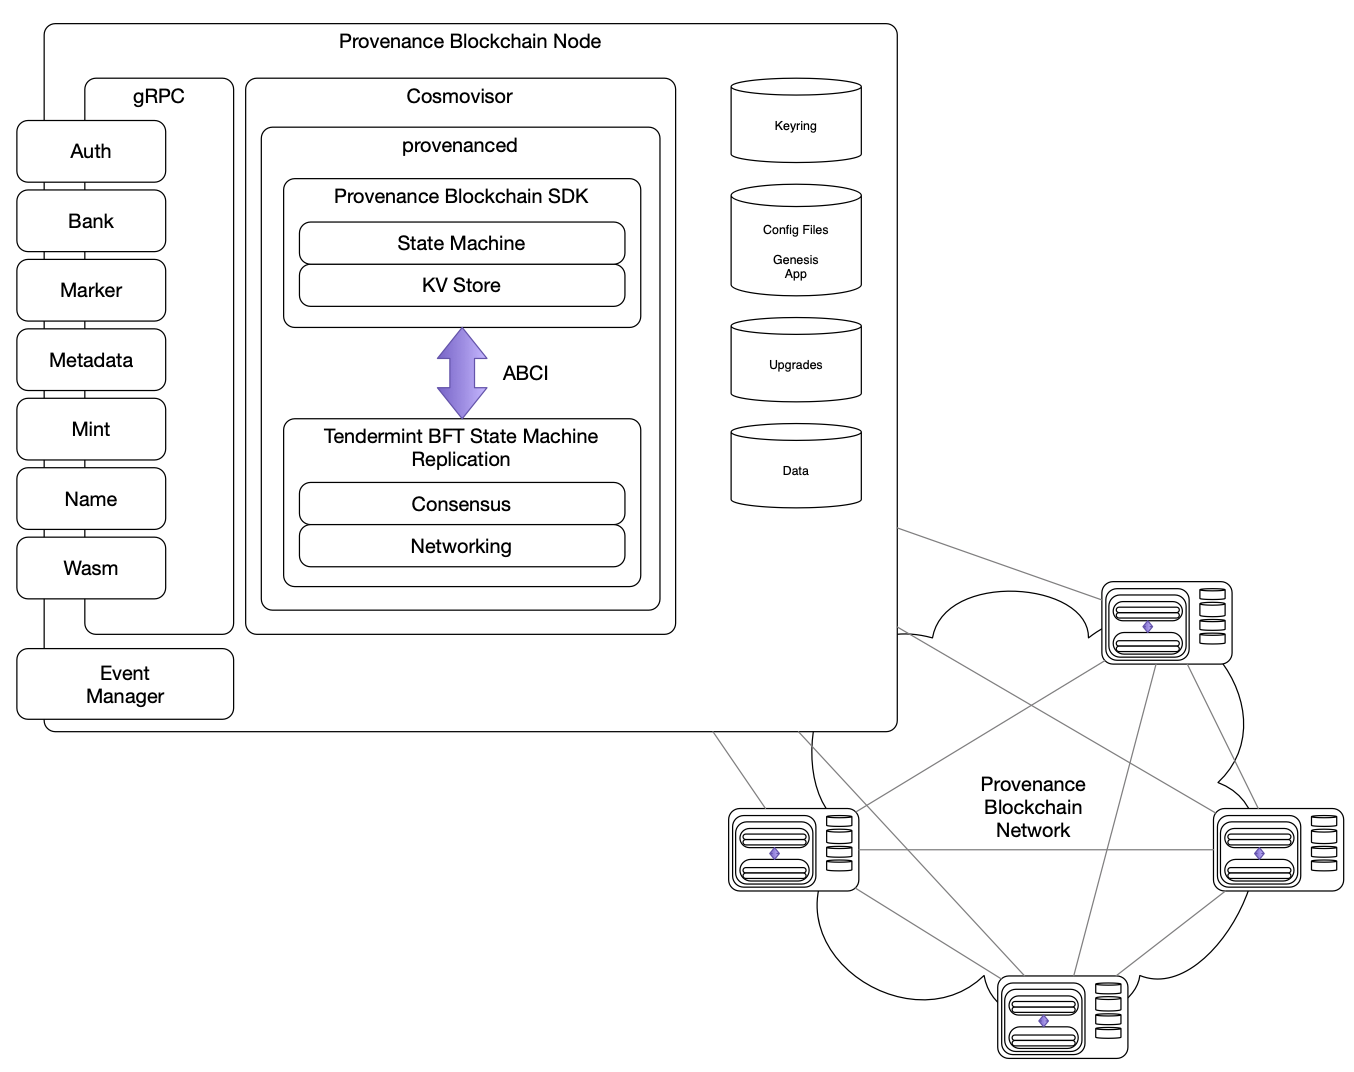 Provenance Blockchain Node
gRPC
Auth
Bank
Marker
Metadata
Mint
Name
Wasm
Event
Manager
Cosmovisor
provenanced
Provenance Blockchain SDK
State Machine
KV Store
ABCI
Tendermint BFT State Machine
Replication
Consensus
Networking
Keyring
Config Files
Genesis
App
Upgrades
Data
Provenance
Blockchain
Network